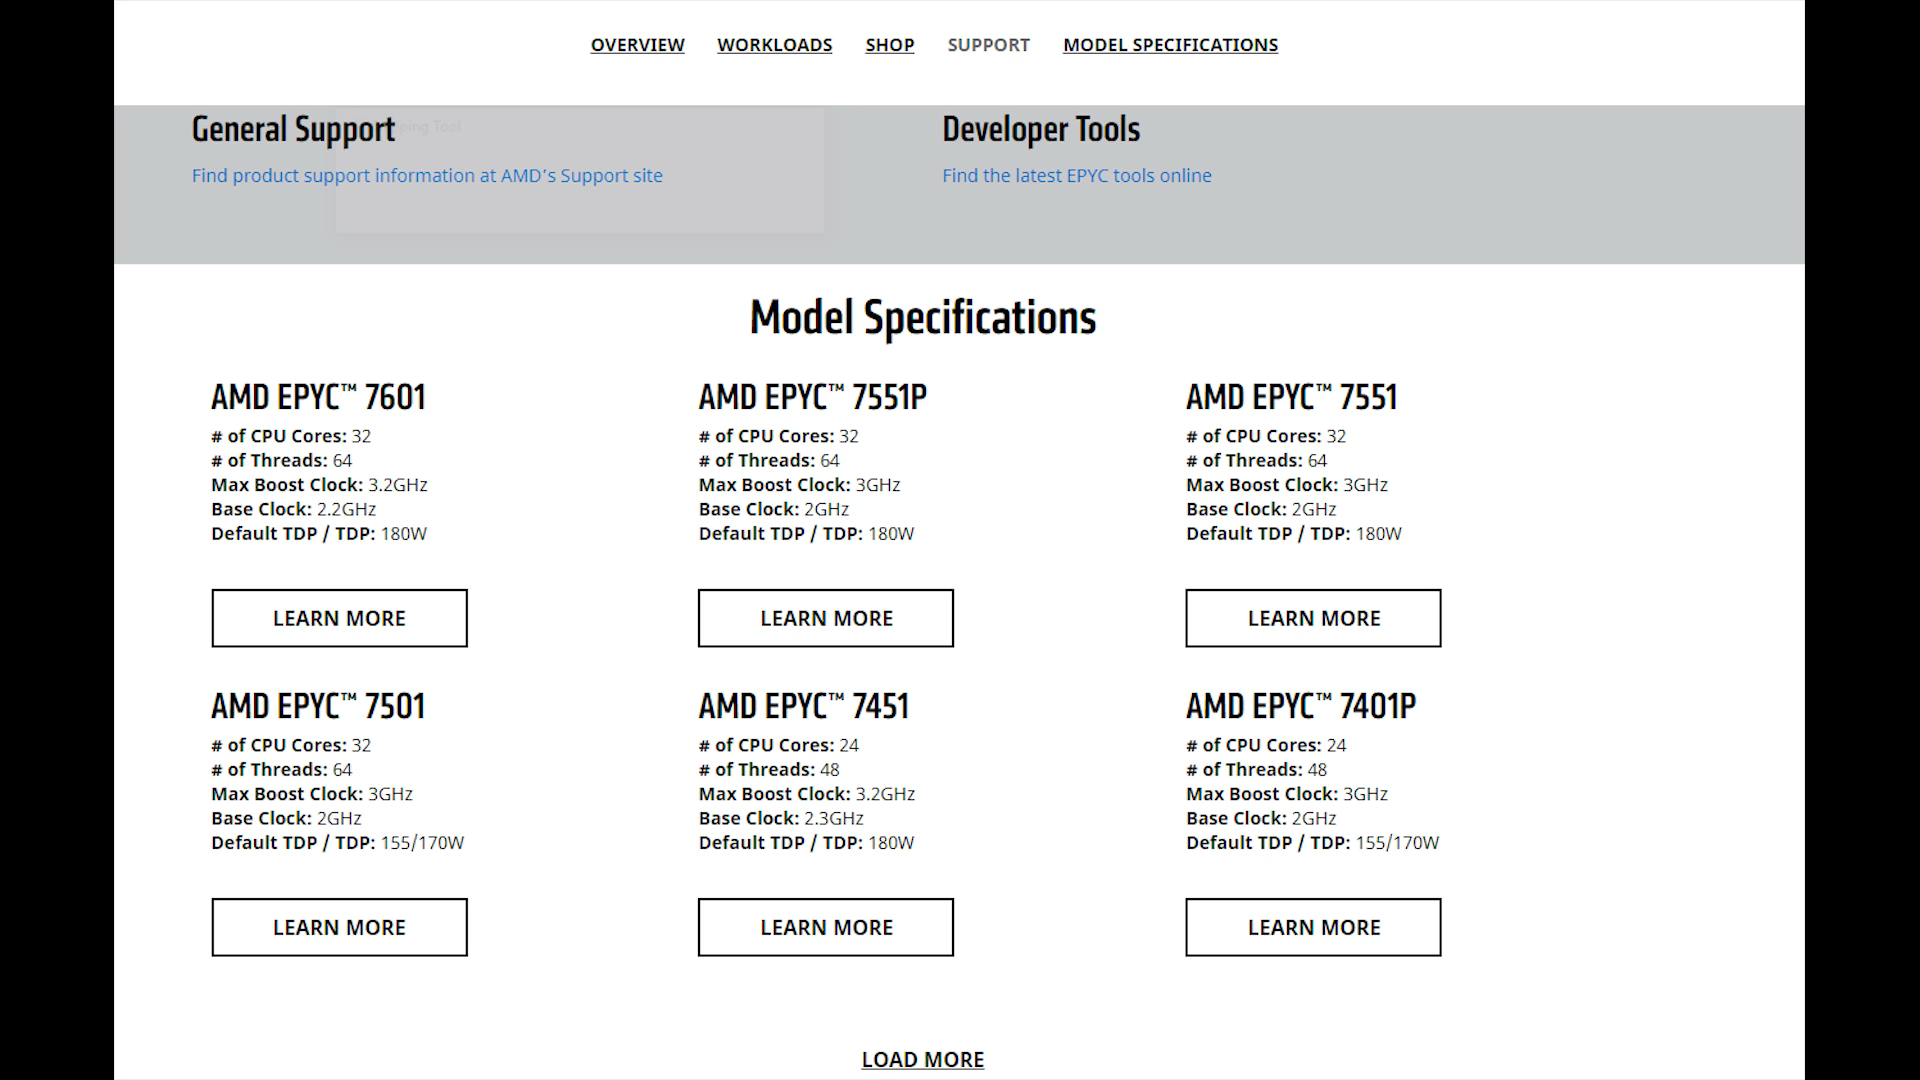 OVERVIEW WORKLOADS SHOP SUPPORT MODEL SPECIFICATIONS
General Support
Find product support information at AMD's Support site
Developer Tools
Find the latest EPYC tools online
Model Specifications
AMD EPYC™ 7601
# of CPU Cores: 32
# of Threads: 64
Max Boost Clock: 3.2GHz
Base Clock: 2.2GHz
Default TDP / TDP: 180W
LEARN MORE
AMD EPYC™ 7551P
# of CPU Cores: 32
# of Threads: 64
Max Boost Clock: 3GHz
Base Clock: 2GHz
Default TDP / TDP: 180W
LEARN MORE
AMD EPYC™ 7551
# of CPU Cores: 32
# of Threads: 64
Max Boost Clock: 3GHz
Base Clock: 2GHz
Default TDP / TDP: 180W
LEARN MORE
AMD EPYC™ 7501
# of CPU Cores: 32
# of Threads: 64
Max Boost Clock: 3GHz
Base Clock: 2GHz
Default TDP / TDP: 155/170W
LEARN MORE
AMD EPYC™ 7451
# of CPU Cores: 24
# of Threads: 48
Max Boost Clock: 3.2GHz
Base Clock: 2.3GHz
Default TDP / TDP: 180W
LEARN MORE
AMD EPYC™ 7401P
# of CPU Cores: 24
# of Threads: 48
Max Boost Clock: 3GHz
Base Clock: 2GHz
Default TDP / TDP: 155/170W
LEARN MORE
LOAD MORE